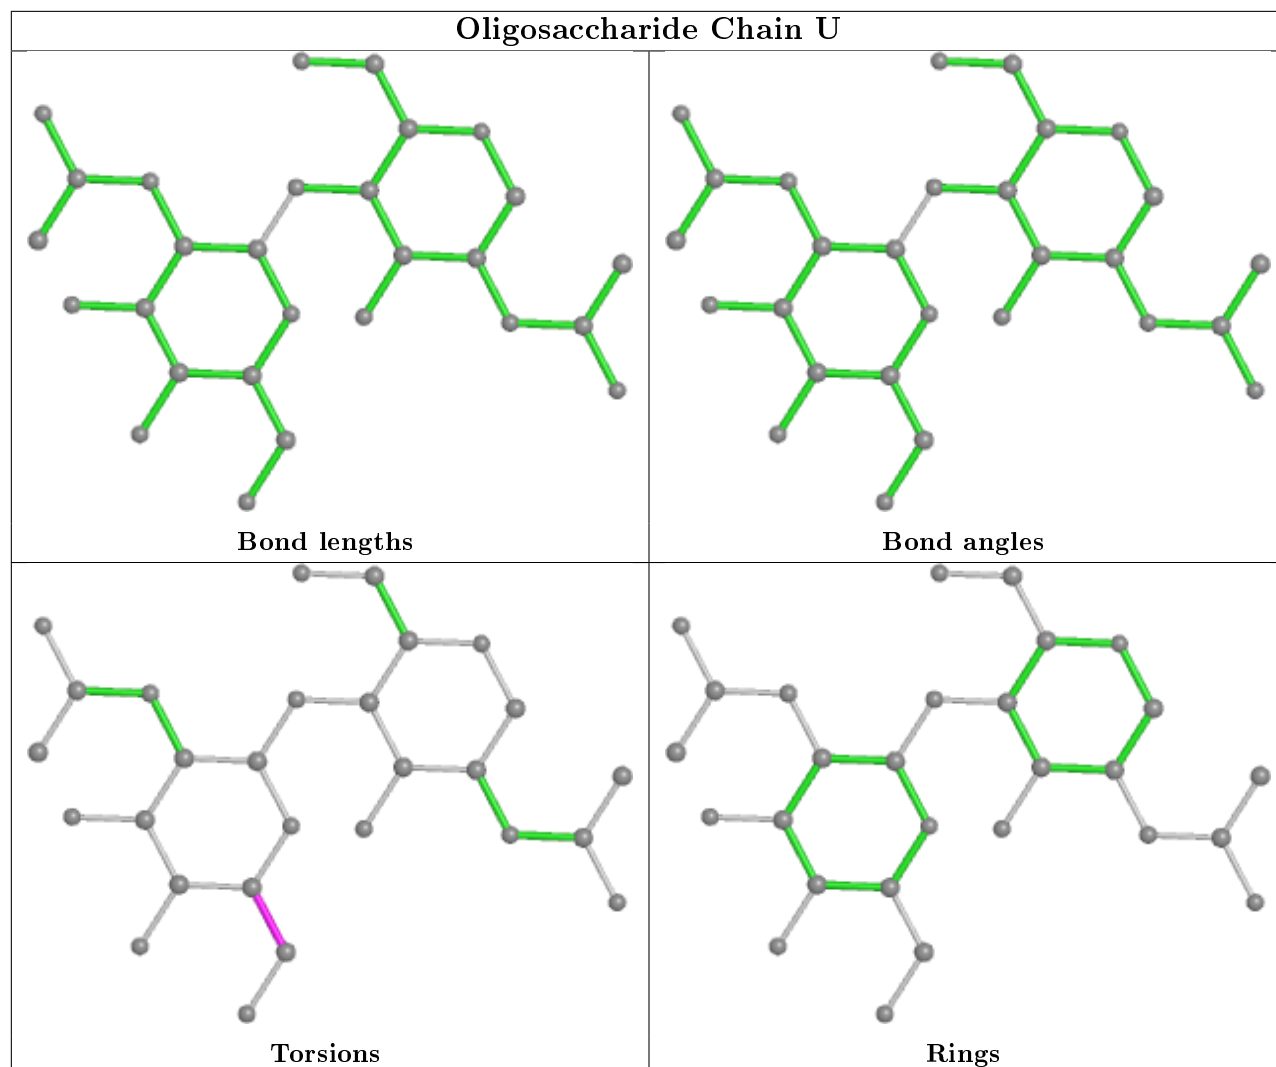 Oligosaccharide Chain U
Bond lengths
Bond angles
Torsions
Rings